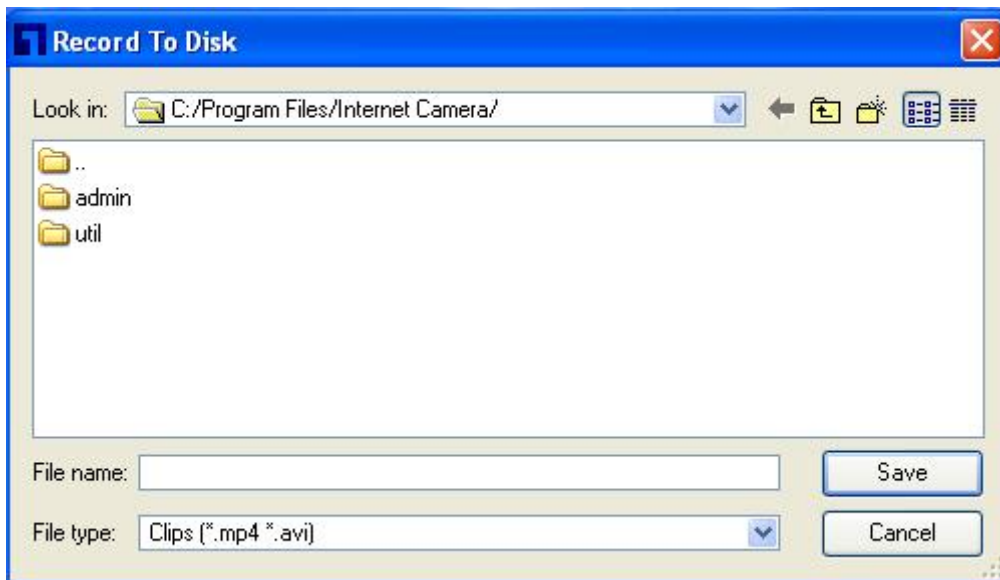 Record To Disk
Look in: C:/Program Files/Internet Camera/
..
admin
util
File name: Save
File type: Clips (*.mp4 *.avi) Cancel